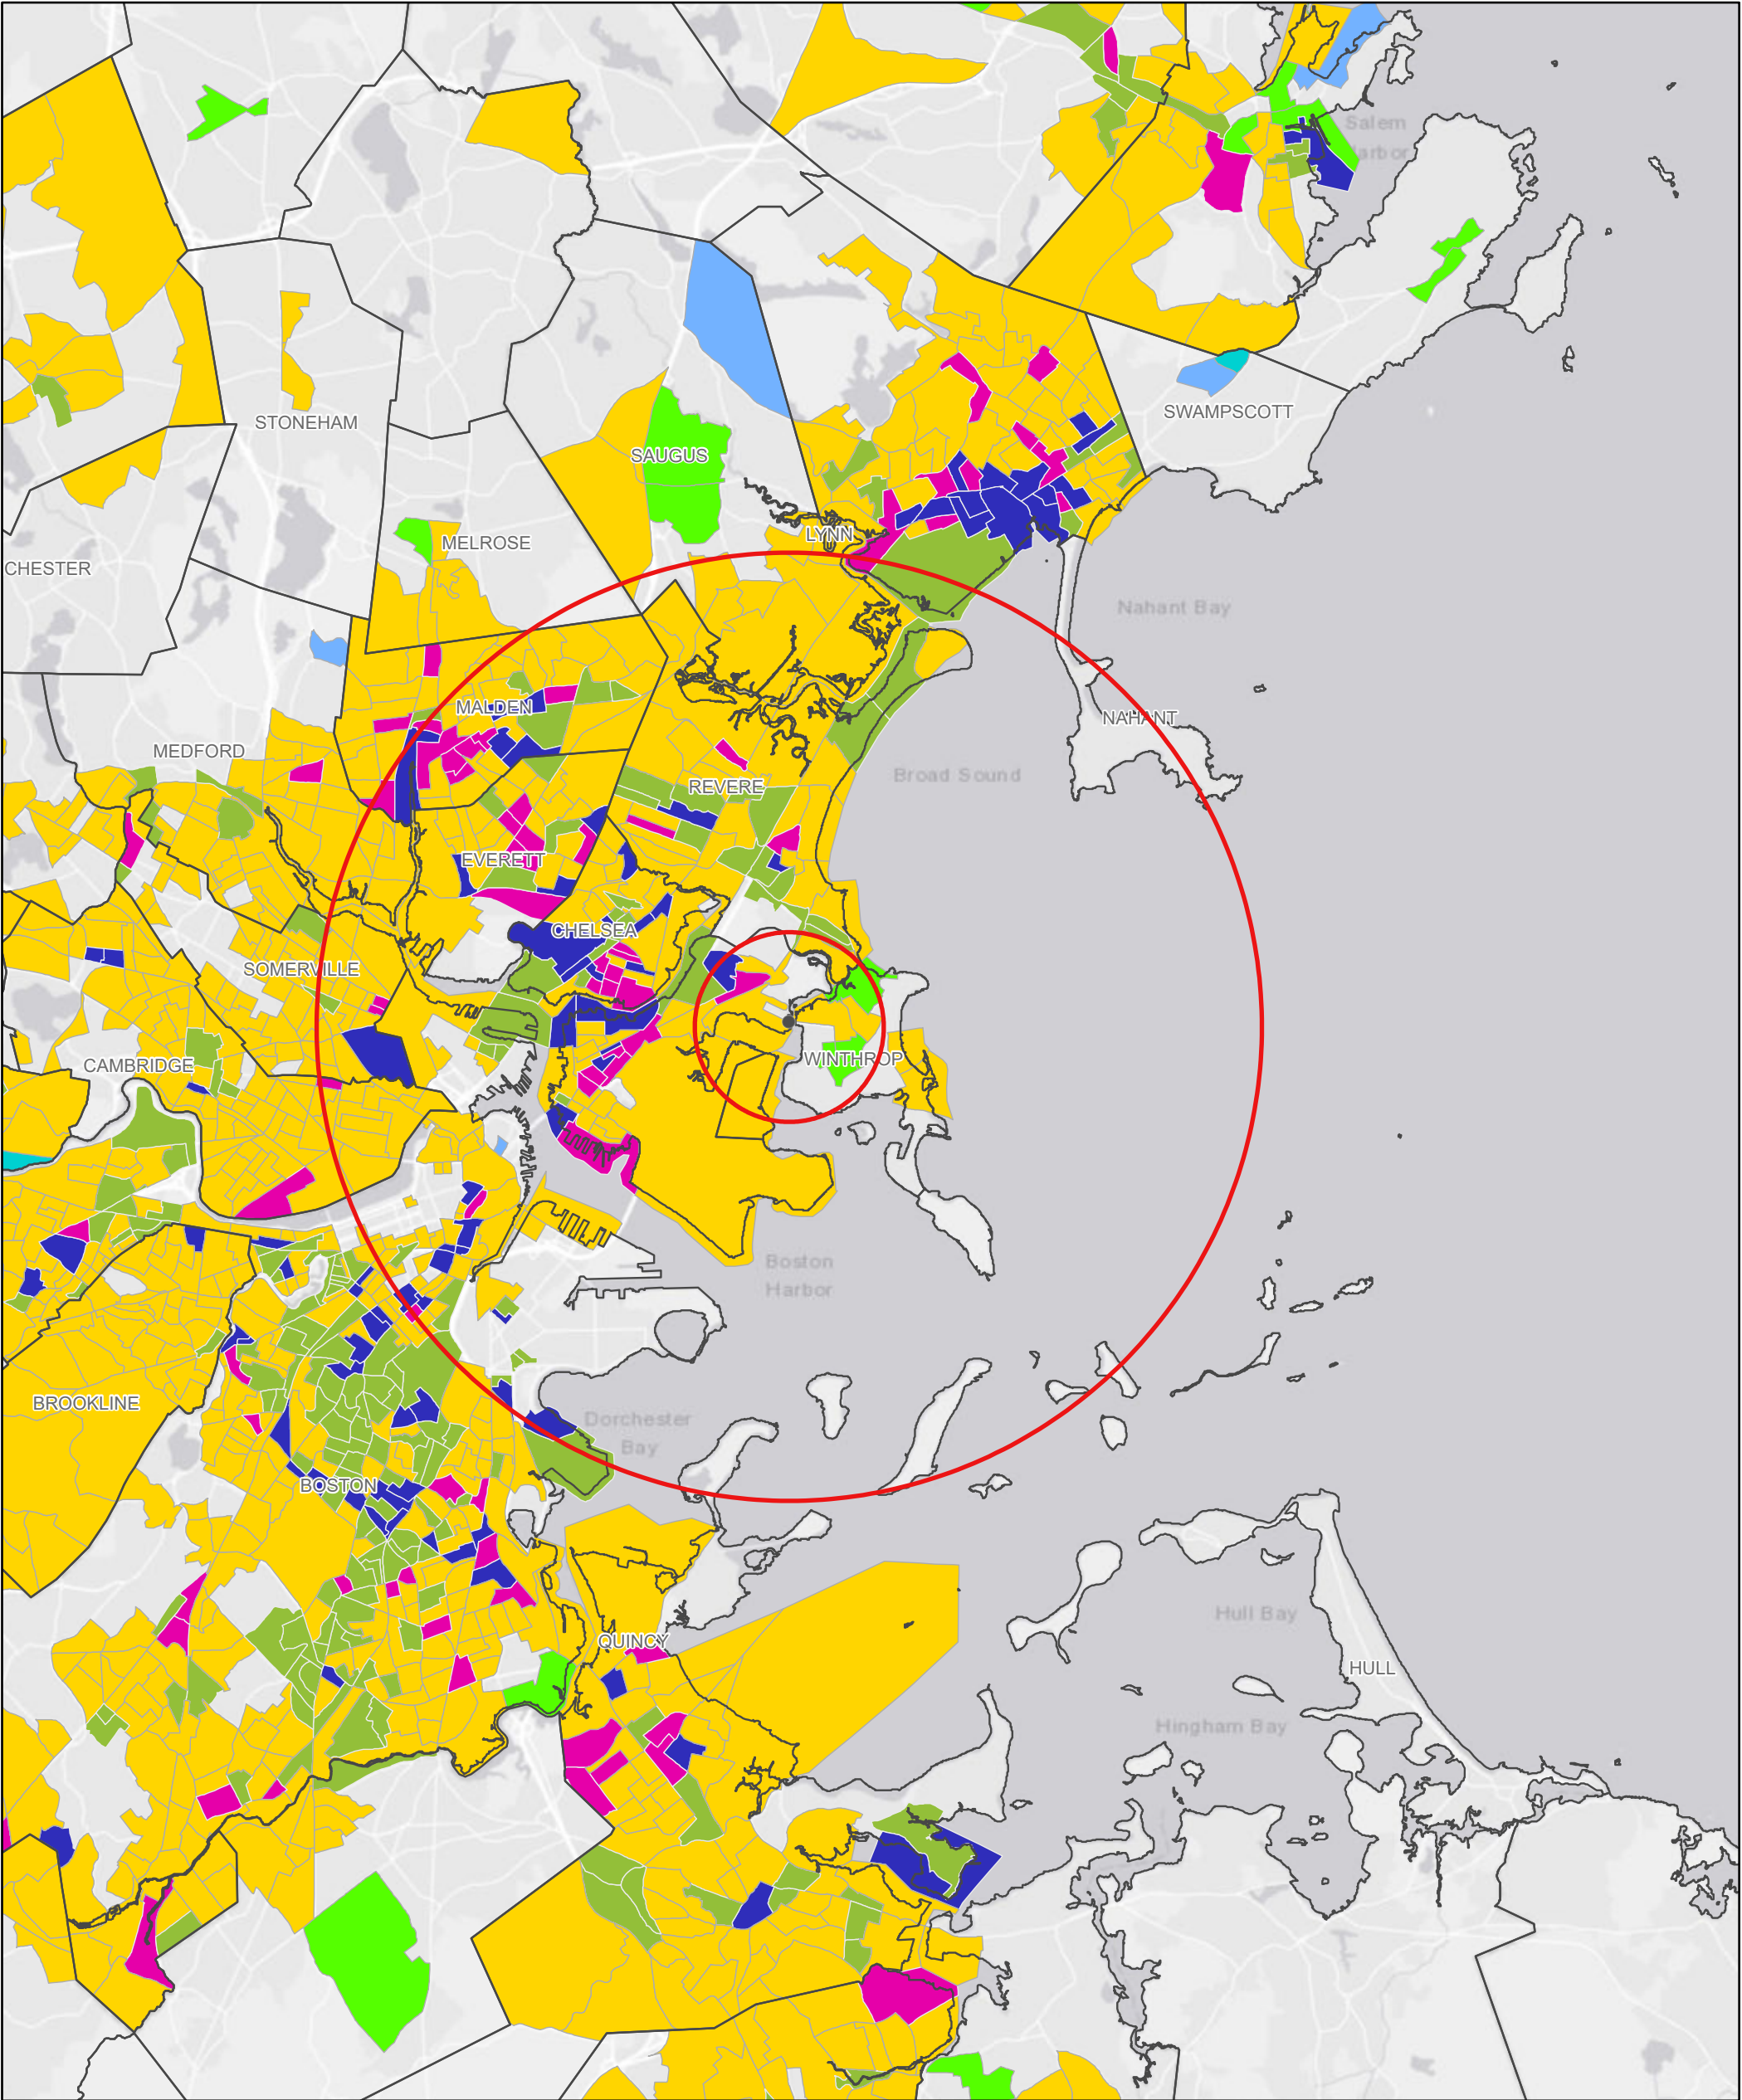 Salem
Harbor
SWAMPSCOTT
STONEHAM
SAUGUS
LYNN
MELROSE
CHESTER
Nahant Bay
MALDEN
NAHANT
MEDFORD
Broad Sound
REVERE
EVERETT
CHELSEA
SOMERVILLE
WINTHROP
CAMBRIDGE
Boston
Harbor
BROOKLINE
Dorchester
Bay
BOSTON
Hull Bay
QUINCY
HULL
Hingham Bay